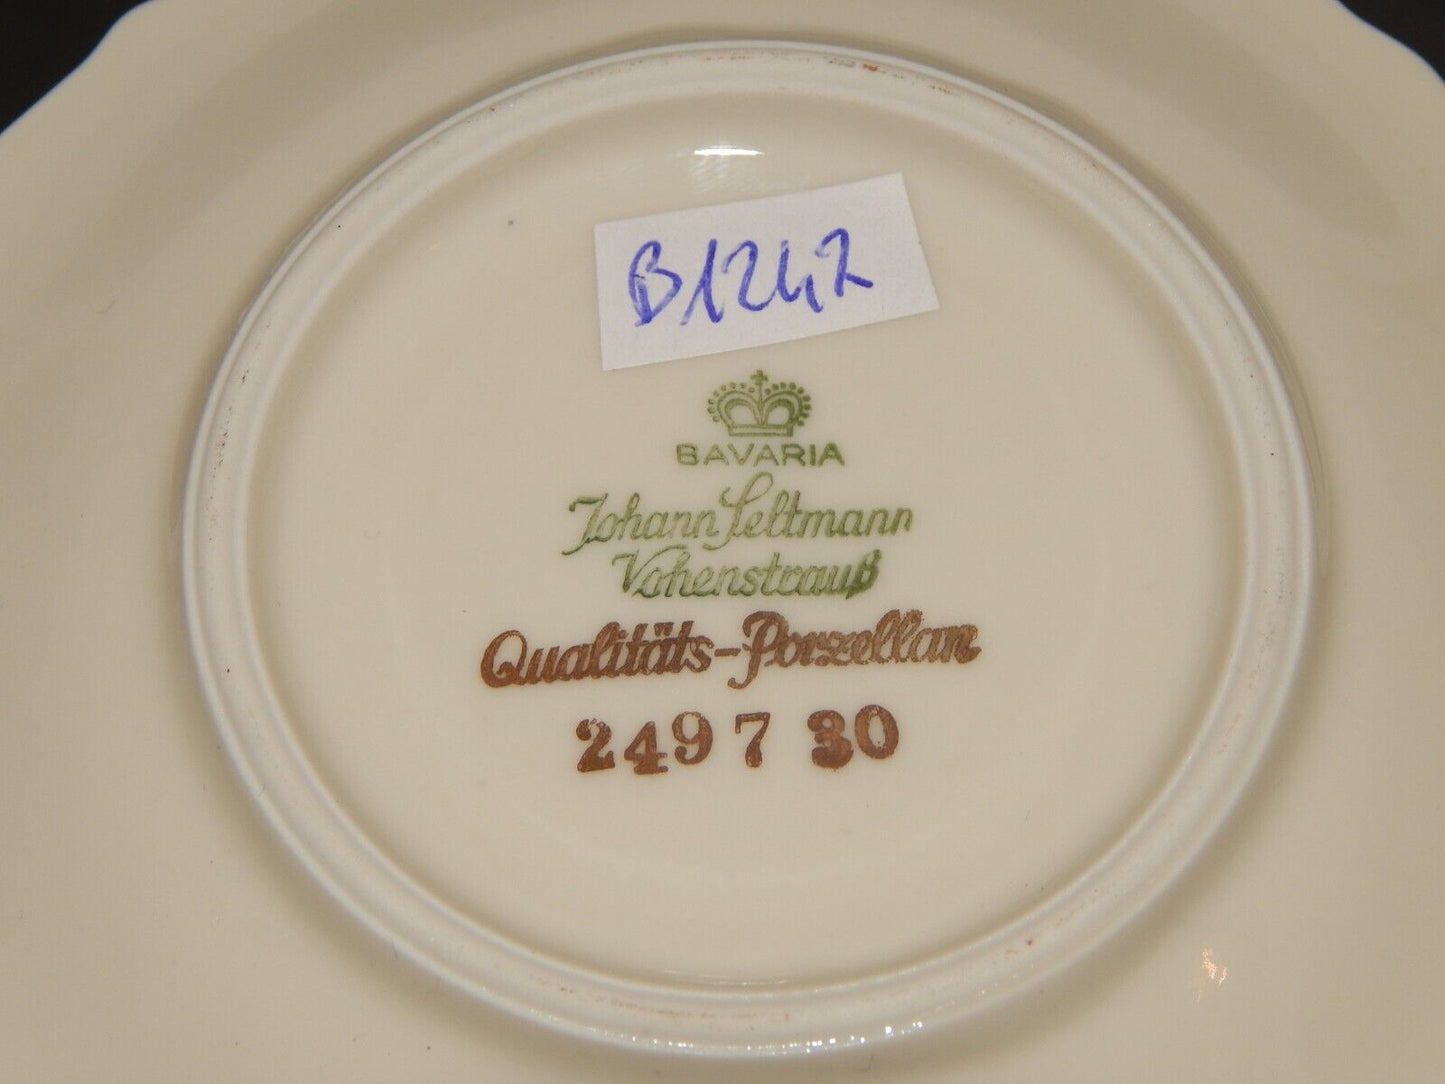 B1242
BAVARIA
Johann Seltmann
Vohenstrauß
Qualitäts-Porzellan
2497 30